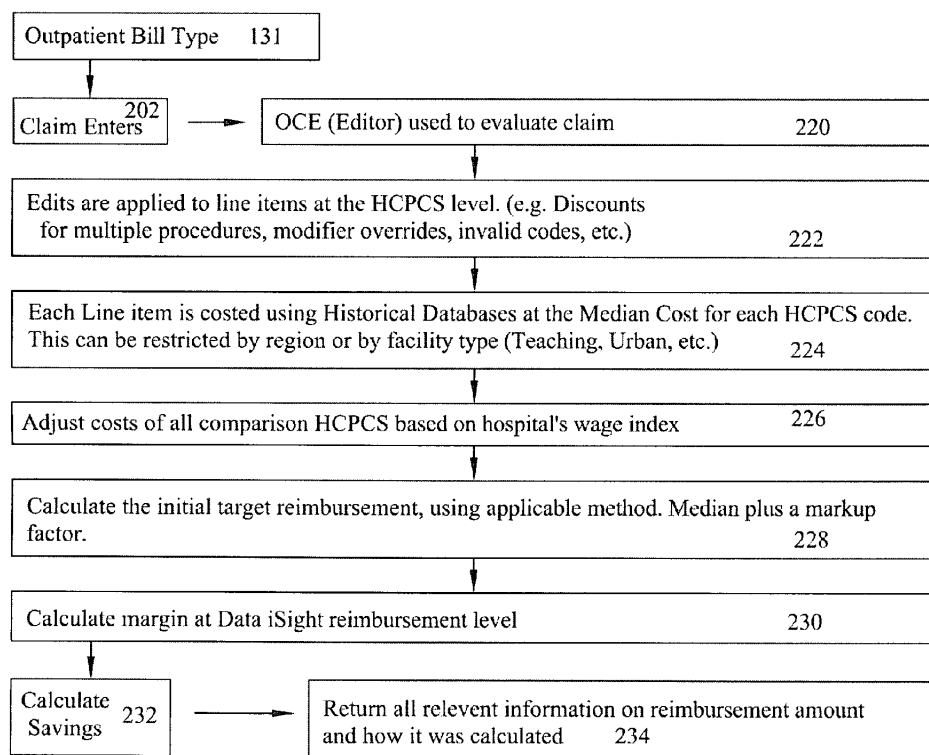 Outpatient Bill Type 131
202
Claim Enters
OCE (Editor) used to evaluate claim 220
Edits are applied to line items at the HCPCS level. (e.g. Discounts
for multiple procedures, modifier overrides, invalid codes, etc.) 222
Each Line item is costed using Historical Databases at the Median Cost for each HCPCS code.
This can be restricted by region or by facility type (Teaching, Urban, etc.) 224
Adjust costs of all comparison HCPCS based on hospital's wage index 226
Calculate the initial target reimbursement, using applicable method. Median plus a markup
factor. 228
Calculate margin at Data iSight reimbursement level 230
Calculate
Savings 232
Return all relevent information on reimbursement amount
and how it was calculated 234